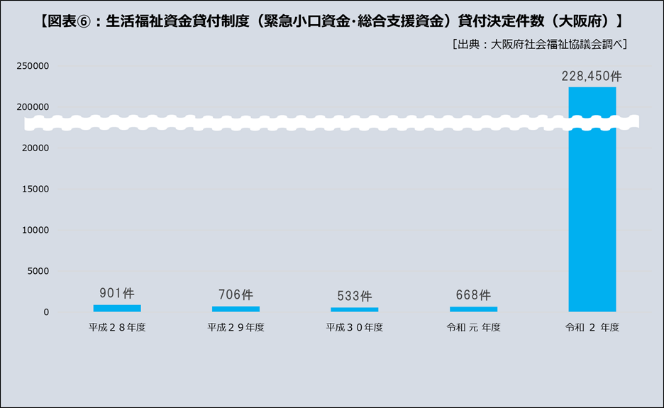 【図表⑥：生活福祉資金貸付制度（緊急小口資金･総合支援資金）貸付決定件数（大阪府）】
［出典：大阪府社会福祉協議会調べ］
250000
228,450件
200000
20000
15000
10000
5000
901件
706件
533件
668件
0
平成２８年度
平成２９年度
平成３０年度
令和 元 年度
令和 ２ 年度